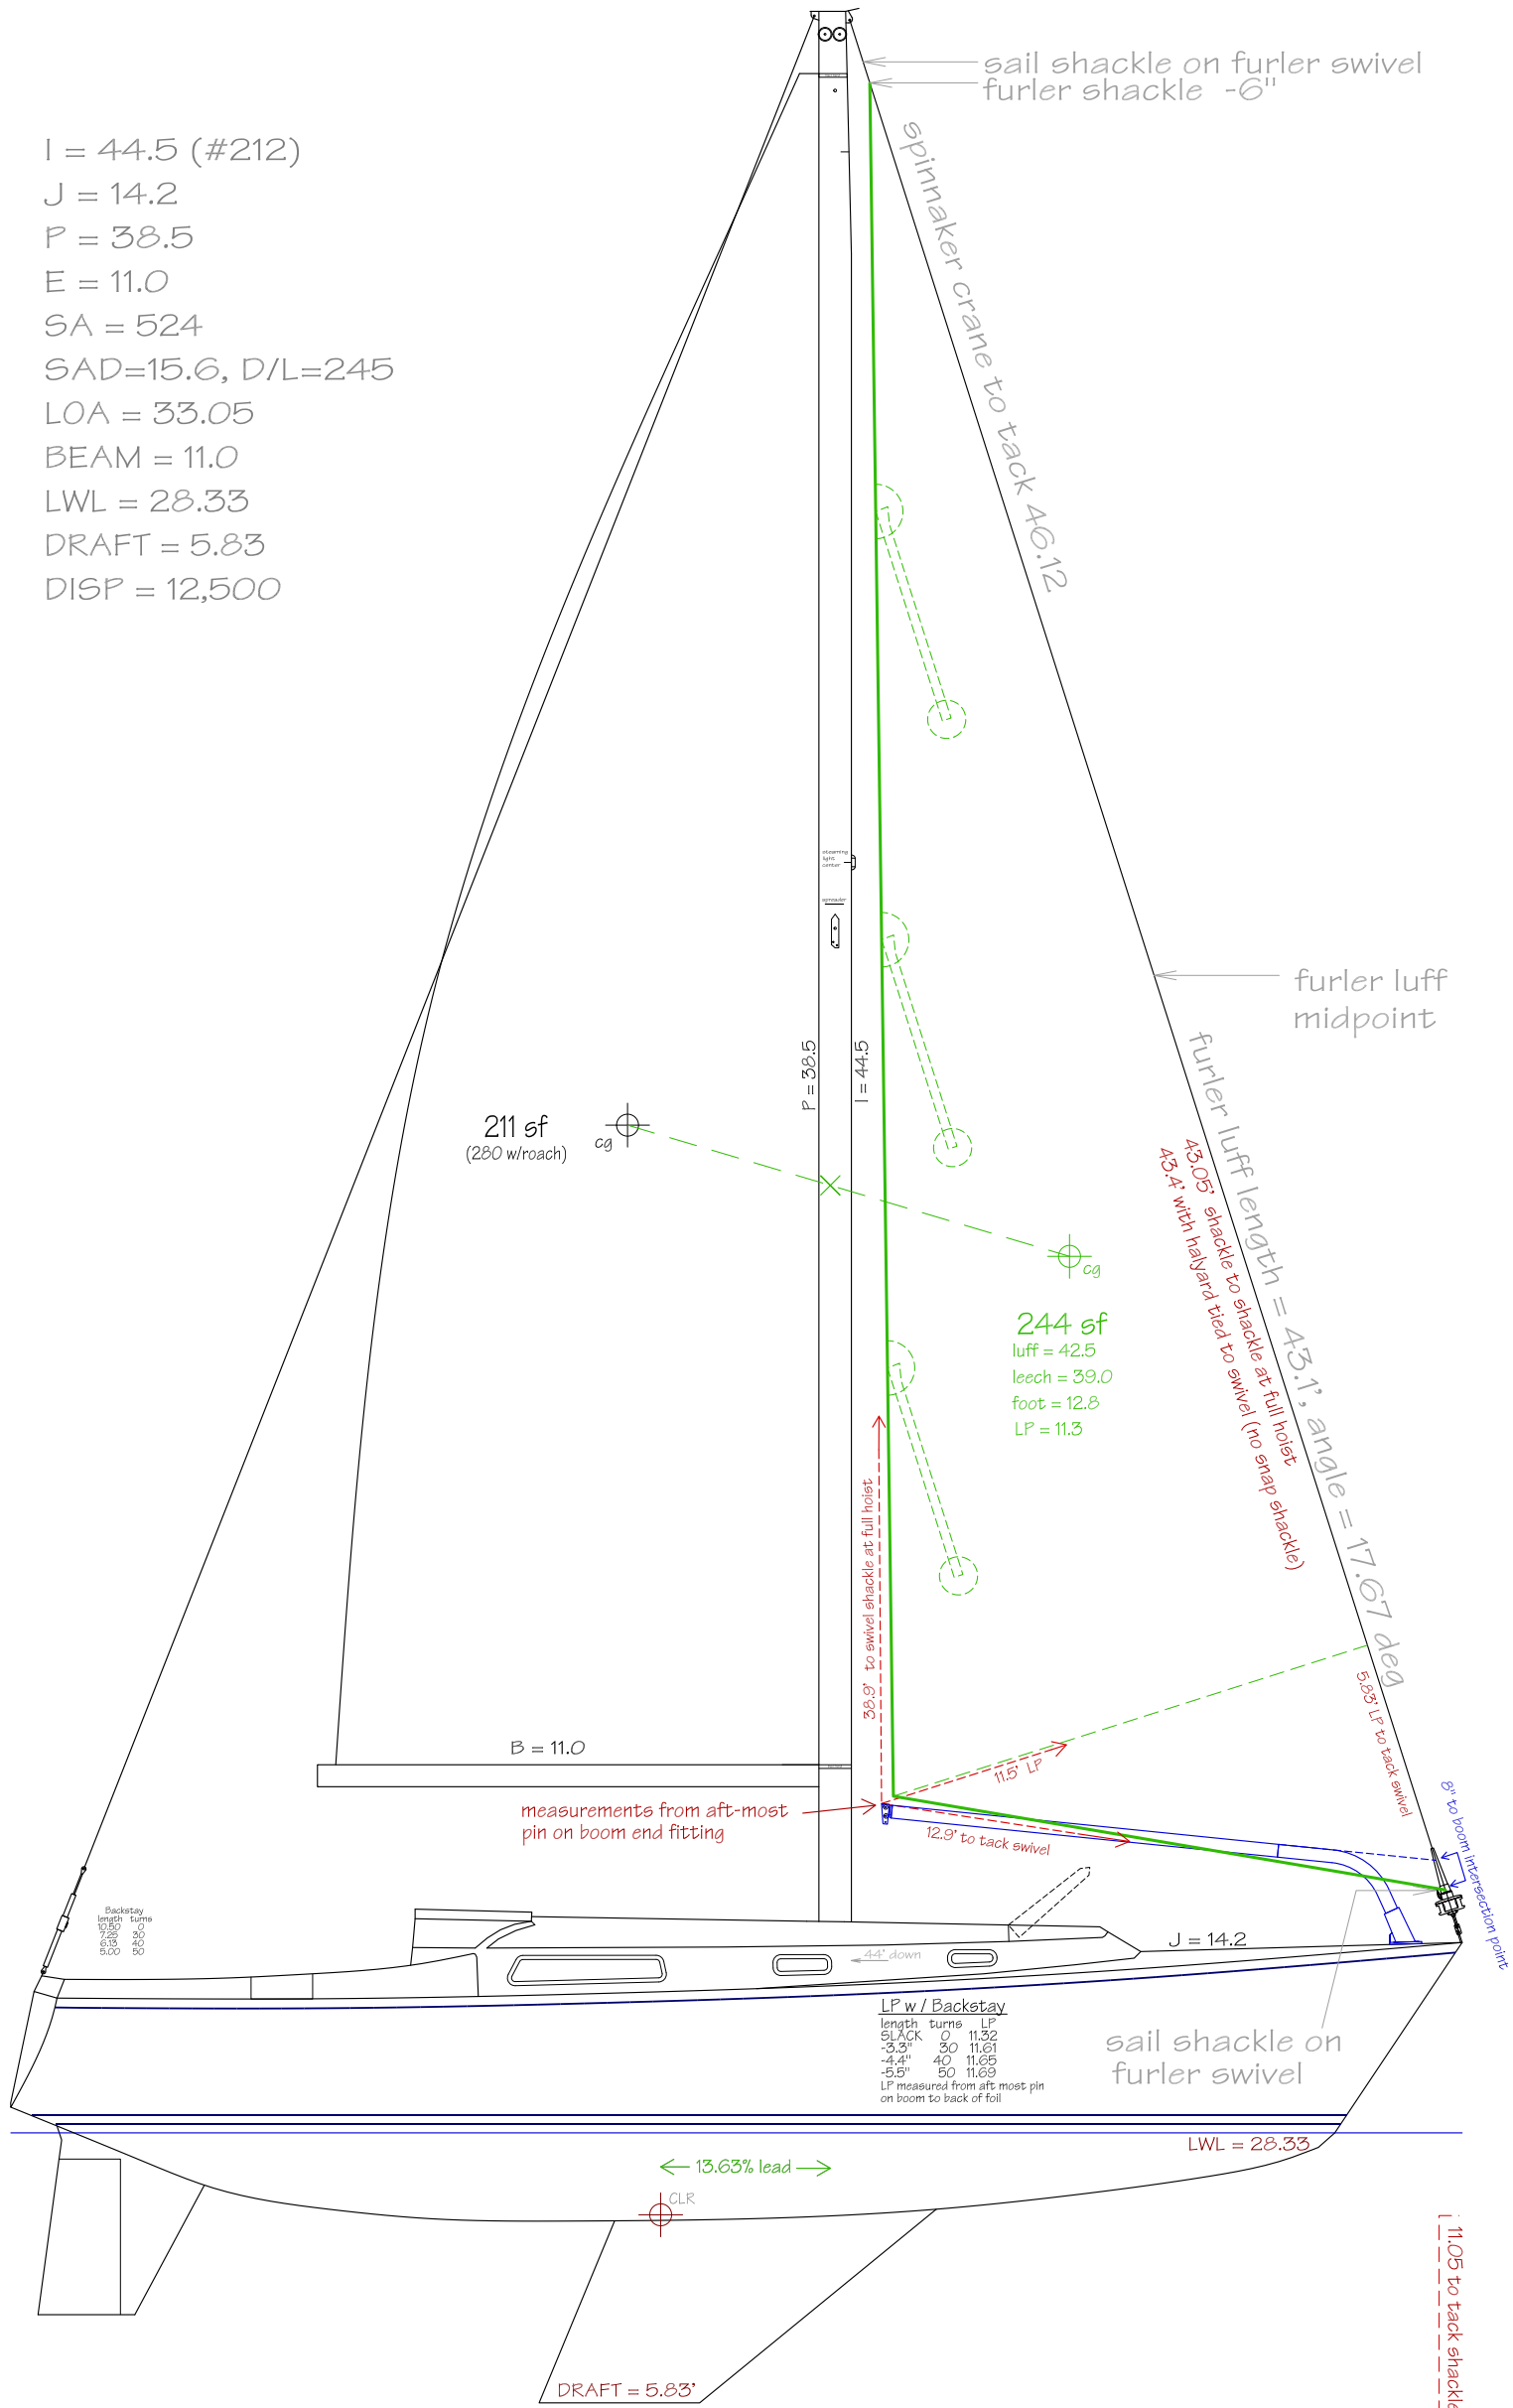 sail shackle on furler swivel
furler shackle -6"
I = 44.5 (#212)
J = 14.2
P = 38.5
E = 11.0
SA = 524
SAD=15.6, D/L=245
LOA = 33.05
BEAM = 11.0
LWL = 28.33
DRAFT = 5.83
DISP = 12,500
spinnaker crane to tack 46.12
steaming
light
center
spreader
furler luff
midpoint
P = 38.5
I = 44.5
211 sf
(280 w/roach)
cg
cg
furler luff length = 43.1', angle = 17.67 deg
43.05' shackle to shackle at full hoist
43.4' with halyard tied to swivel (no snap shackle)
244 sf
luff = 42.5
leech = 39.0
foot = 12.8
LP = 11.3
38.9' to swivel shackle at full hoist
5.83' LP to tack swivel
B = 11.0
11.5' LP
measurements from aft-most
pin on boom end fitting
12.9' to tack swivel
8" to boom intersection point
Backstay
length turns
10.50 0
7.25 30
6.13 40
5.00 50
J = 14.2
44' down
LP w / Backstay
length turns LP
SLACK 0 11.32
-3.3" 30 11.61
-4.4" 40 11.65
-5.5" 50 11.69
LP measured from aft most pin
on boom to back of foil
sail shackle on
furler swivel
LWL = 28.33
13.63% lead
CLR
DRAFT = 5.83'
11.05 to tack shackle